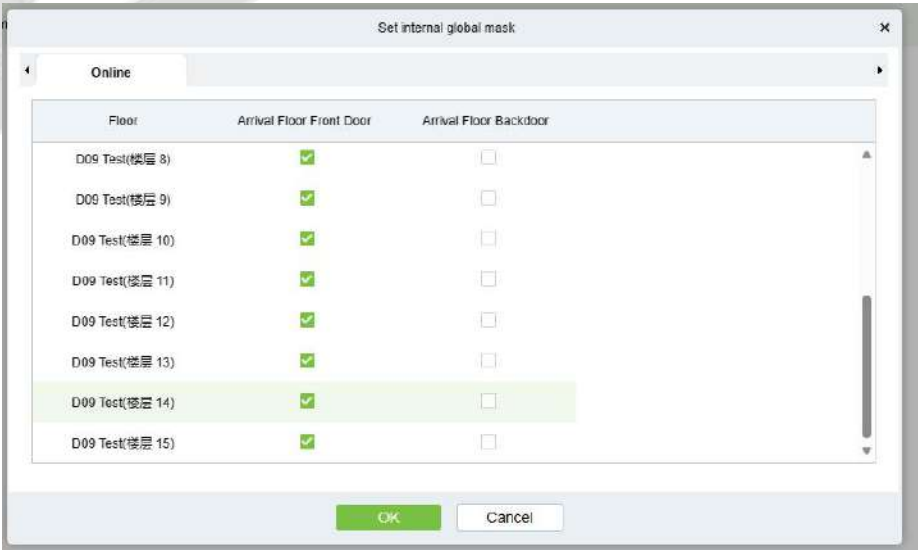 Set internal global mask
Online
Floor Arrival Floor Front Door Arrival Floor Backdoor
D09 Test(楼层 8)
D09 Test(楼层 9)
D09 Test(楼层 10)
D09 Test(楼层 11)
D09 Test(楼层 12)
D09 Test(楼层 13)
D09 Test(楼层 14)
D09 Test(楼层 15)
OK Cancel